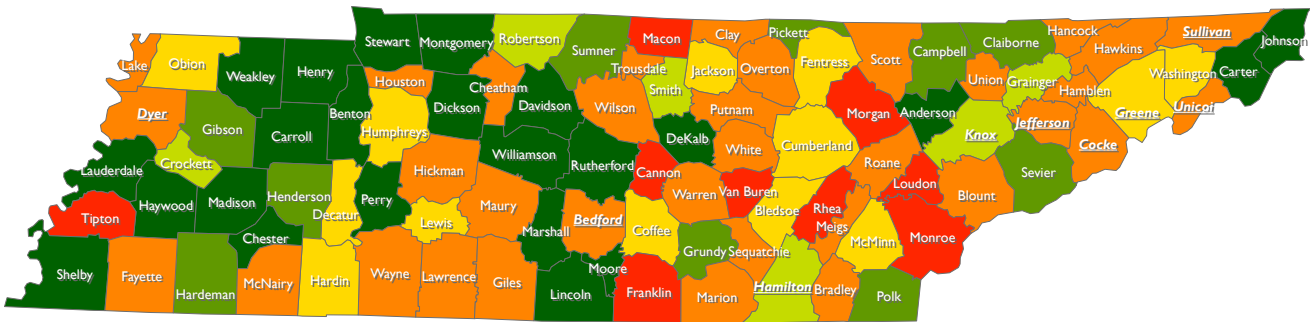 Stewart
Montgomery
Robertson
Sumner
Macon
Clay
Pickett
Fentress
Scott
Campbell
Claiborne
Hancock
Hawkins
Sullivan
Johnson
Lake
Obion
Weakley
Henry
Houston
Cheatham
Trousdale
Jackson
Overton
Union
Grainger
Hamblen
Washington
Carter
Dyer
Gibson
Carroll
Benton
Humphreys
Dickson
Davidson
Wilson
Smith
Putnam
Morgan
Anderson
Knox
Jefferson
Greene
Unicoi
Cocke
Lauderdale
Crockett
Williamson
Rutherford
DeKalb
White
Cumberland
Roane
Sevier
Tipton
Haywood
Madison
Henderson
Decatur
Perry
Hickman
Lewis
Maury
Cannon
Warren
Van Buren
Bledsoe
Rhea
Meigs
Loudon
Blount
Marshall
Bedford
Coffee
Grundy
Sequatchie
McMinn
Monroe
Chester
Shelby
Fayette
Hardeman
McNairy
Hardin
Wayne
Lawrence
Giles
Lincoln
Moore
Franklin
Marion
Hamilton
Bradley
Polk